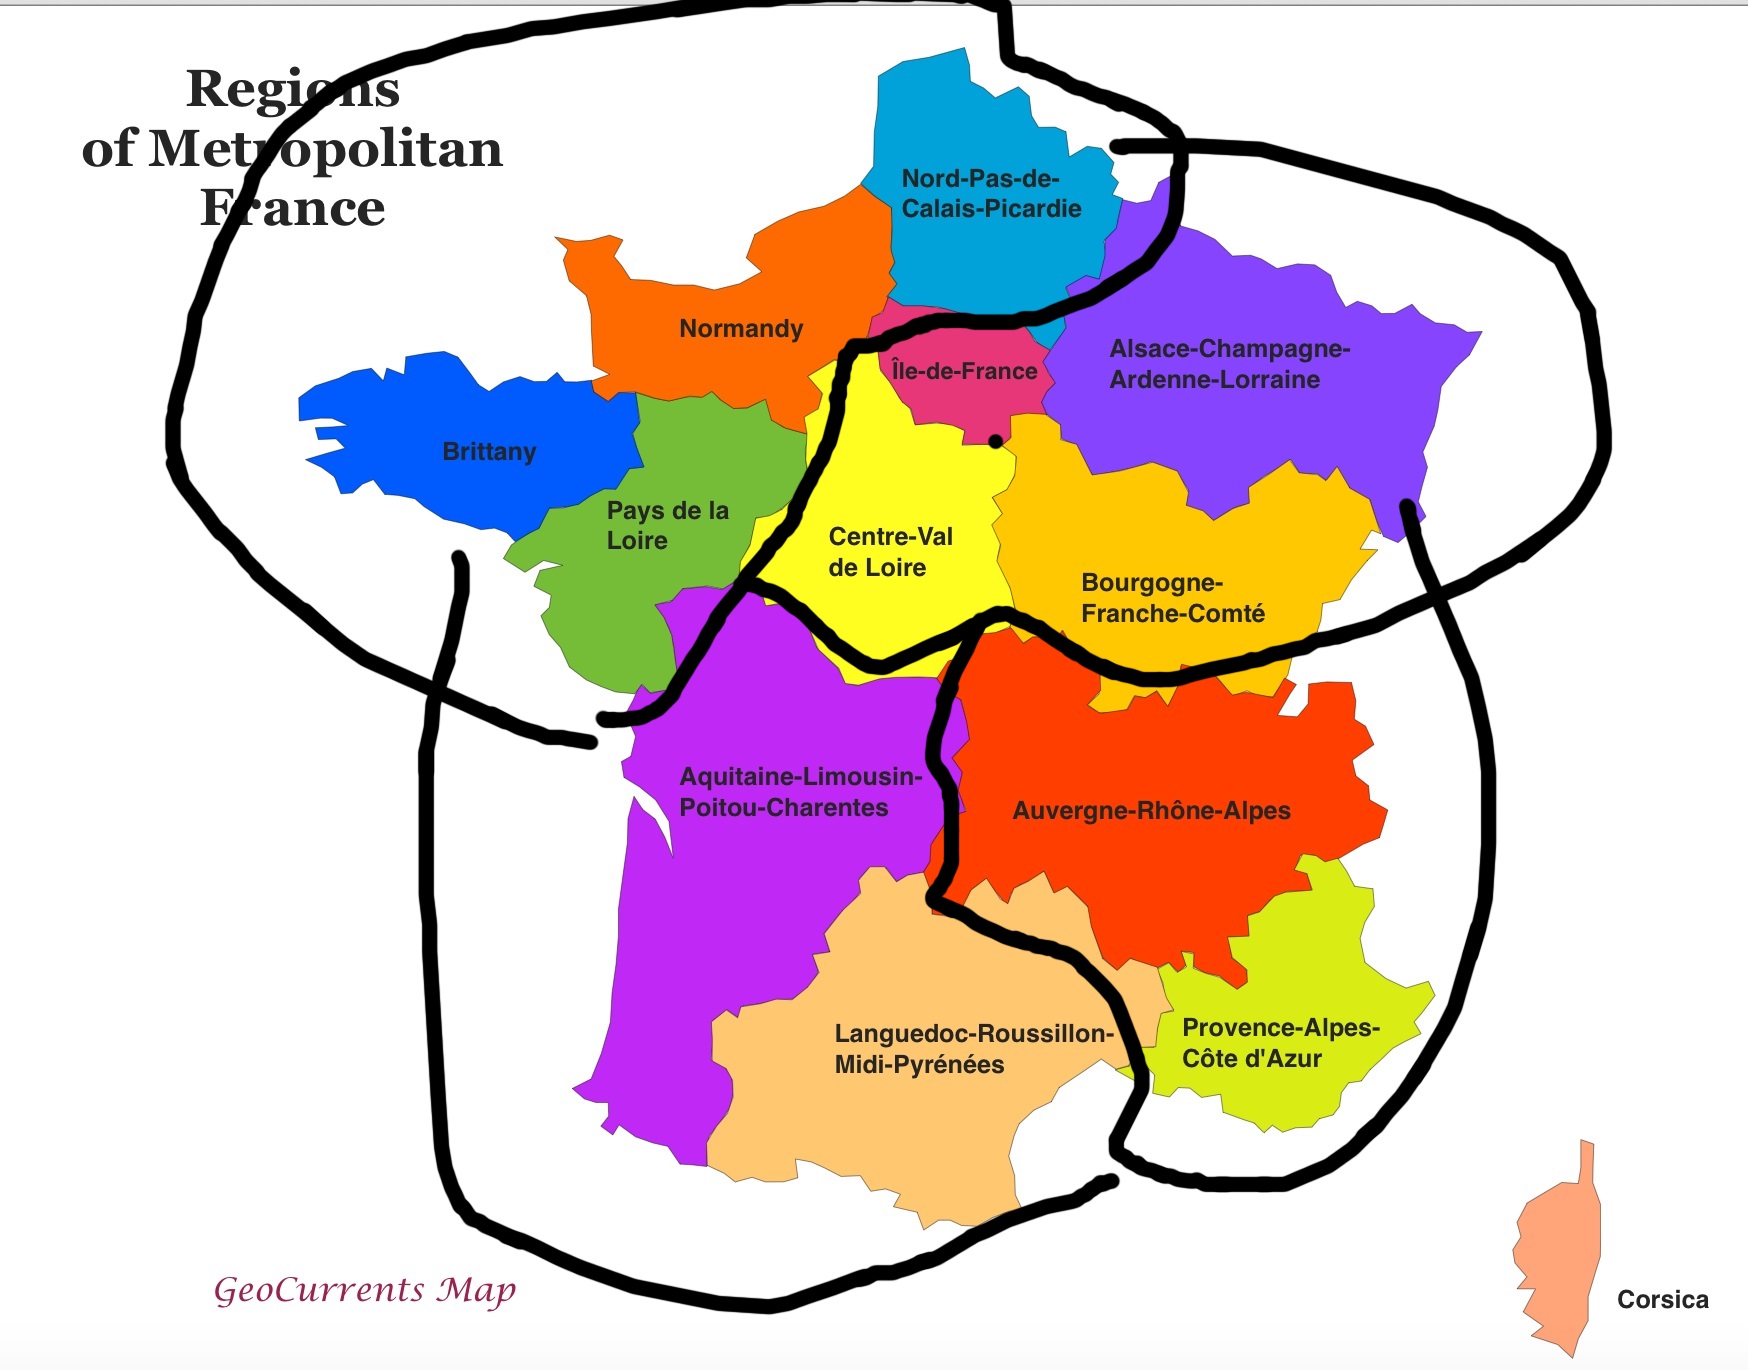 Regions
of Metropolitan
France
Nord-Pas-de-
Calais-Picardie
Normandy
Île-de-France
Alsace-Champagne-
Ardenne-Lorraine
Brittany
Pays de la
Loire
Centre-Val
de Loire
Bourgogne-
Franche-Comté
Aquitaine-Limousin-
Poitou-Charentes
Auvergne-Rhône-Alpes
Languedoc-Roussillon-
Midi-Pyrénées
Provence-Alpes-
Côte d'Azur
GeoCurrents Map
Corsica